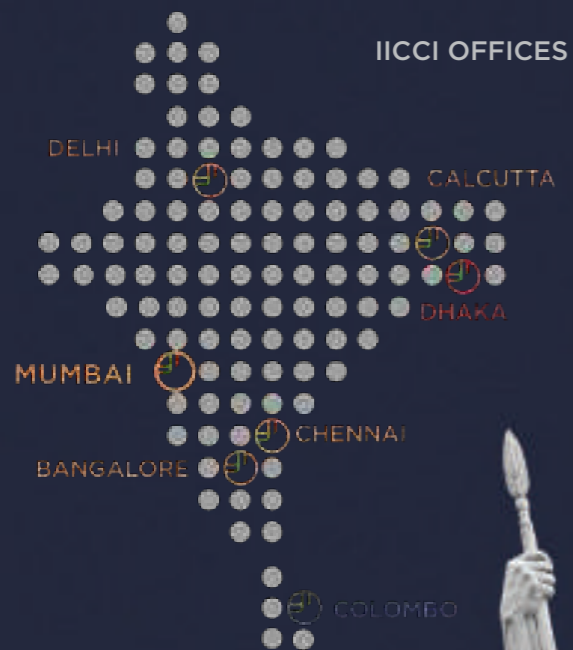 IICCI OFFICES
DELHI
CALCUTTA
DHAKA
MUMBAI
CHENNAI
BANGALORE
COLOMBO